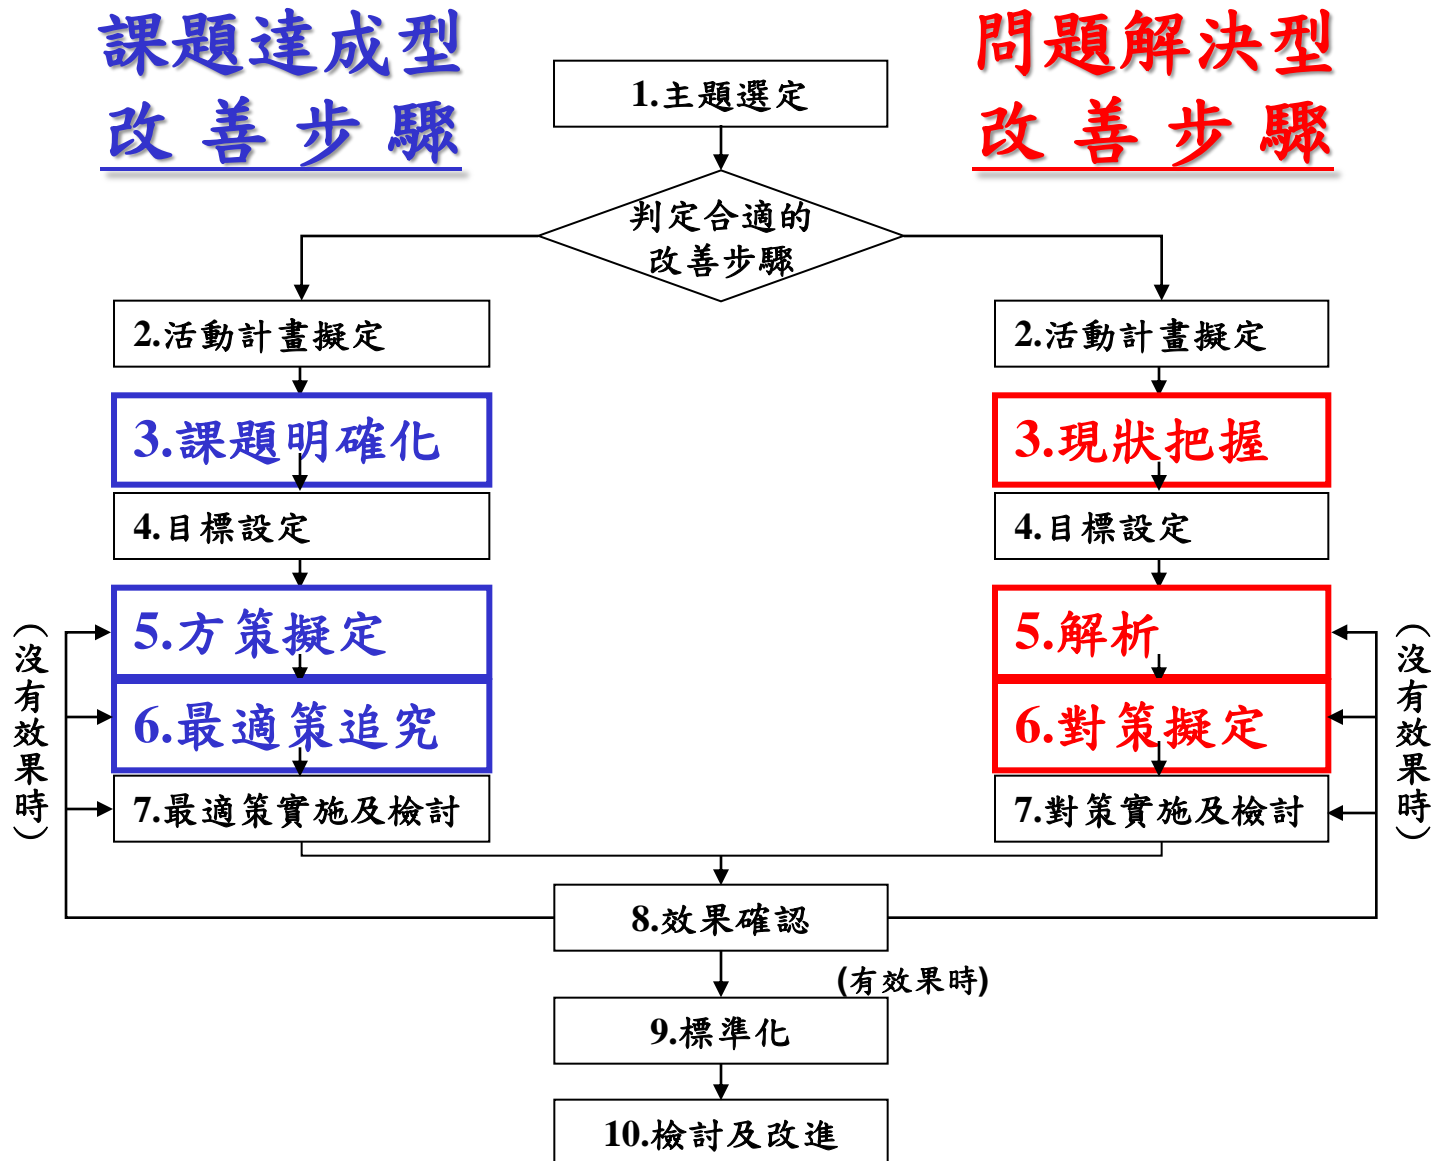 課題達成型
改善步驟
問題解決型
改善步驟
1.主題選定
判定合適的
改善步驟
2.活動計畫擬定
3.課題明確化
4.目標設定
5.方策擬定
6.最適策追究
7.最適策實施及檢討
(沒有效果時)
2.活動計畫擬定
3.現狀把握
4.目標設定
5.解析
6.對策擬定
7.對策實施及檢討
(沒有效果時)
8.效果確認
(有效果時)
9.標準化
10.檢討及改進